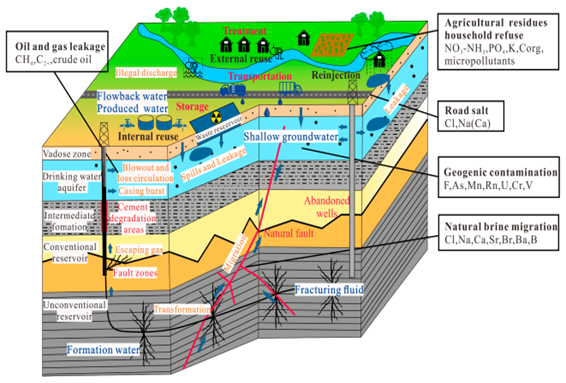 Oil and gas leakage
CH₄,C₂₊,crude oil
Treatment
External reuse
Illegal discharge
Transportation
Reinjection
Flowback water
Produced water
Storage
Internal reuse
Waste reservoir
Leakage
Agricultural residues
household refuse
NO₃-NH₃,PO₄,K,Corg,
micropollutants
Road salt
Cl,Na(Ca)
Geogenic contamination
F,As,Mn,Rn,U,Cr,V
Natural brine migration
Cl,Na,Ca,Sr,Br,Ba,B
Vadose zone
Drinking water
aquifer
Intermediate
fomation
Conventional
reservoir
Unconventional
reservoir
Blowout and
loss circulation
Casing burst
Spills and Leakage
Shallow groundwater
Cement
degradation
areas
Escaping gas
Fault zones
Abandoned
wells
Natural fault
Migration
Transformation
Fracturing fluid
Formation water